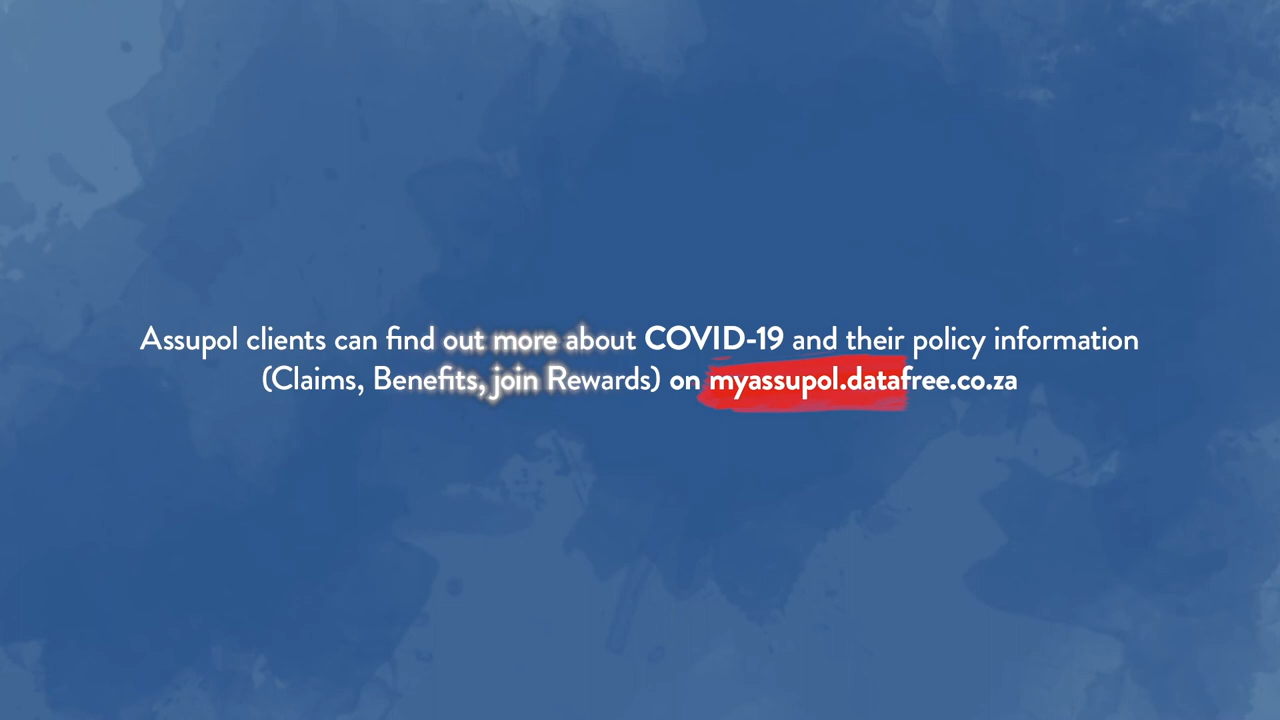 Assupol clients can find out more about COVID-19 and their policy information
(Claims, Benefits, join Rewards) on myassupol.datafree.co.za